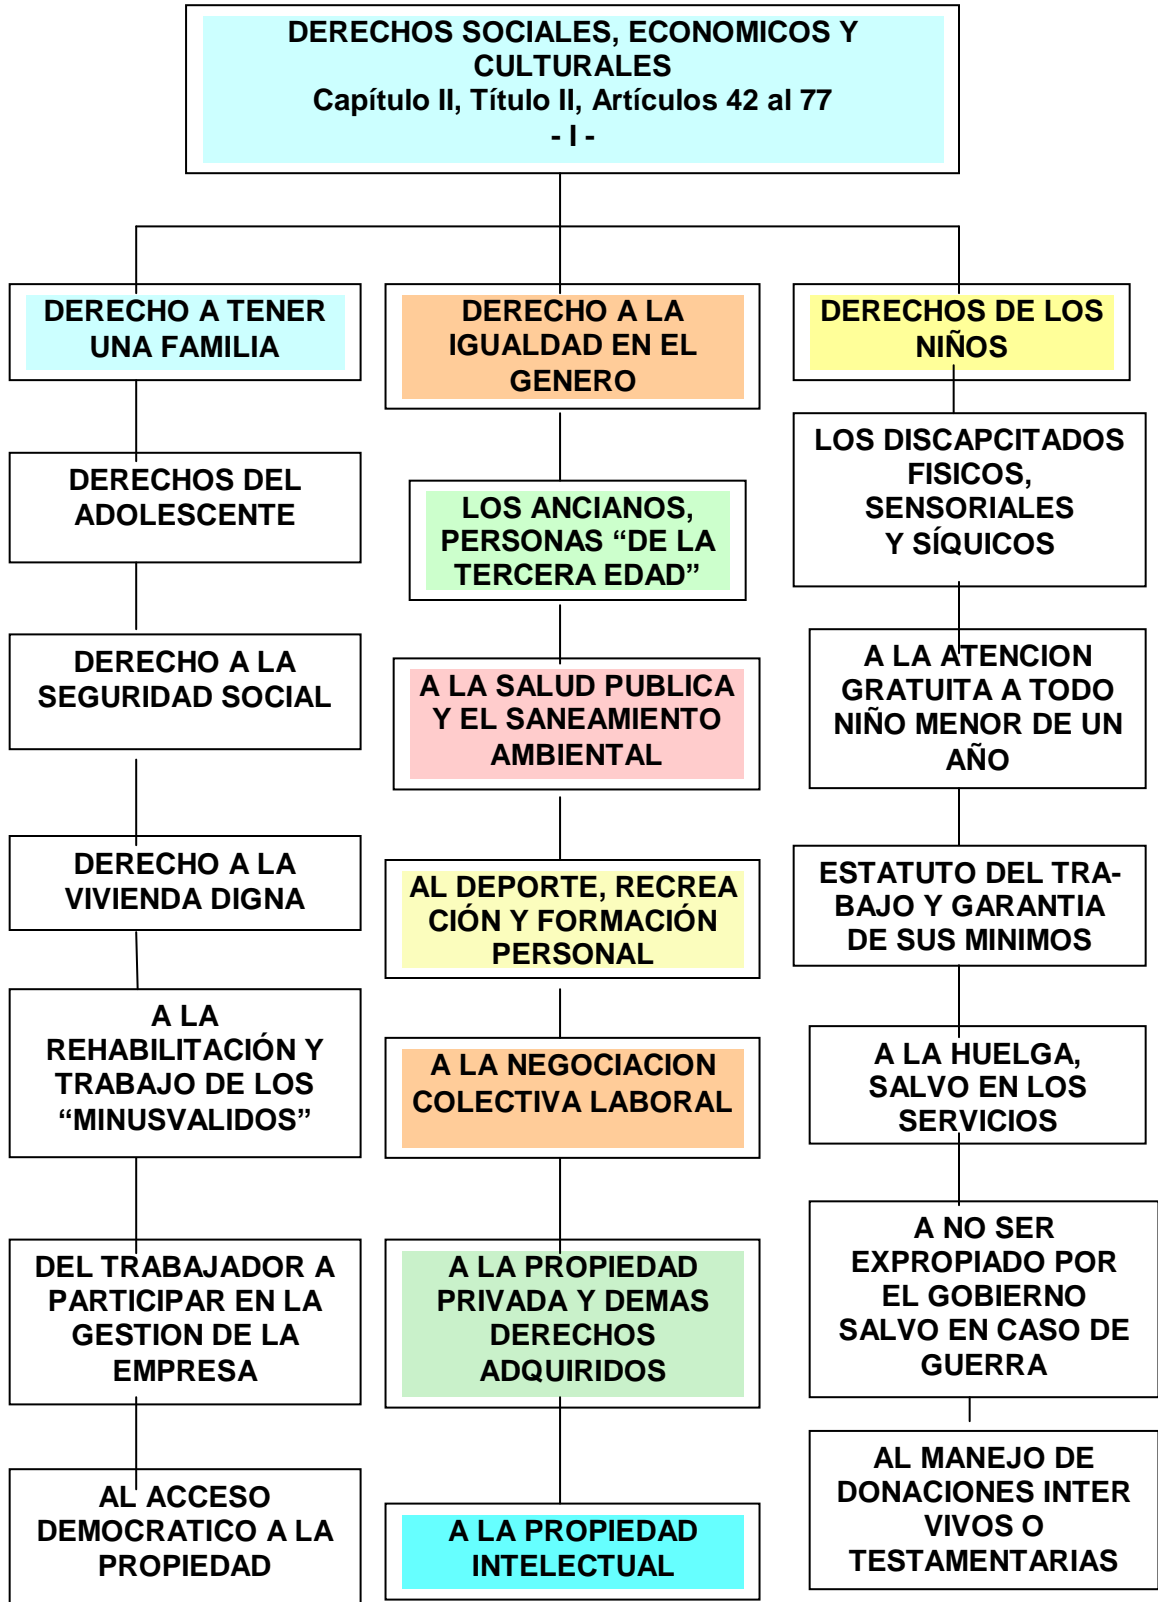 DERECHOS SOCIALES, ECONOMICOS Y
CULTURALES
Capítulo II, Título II, Artículos 42 al 77
- I -
DERECHO A TENER
UNA FAMILIA
DERECHOS DEL
ADOLESCENTE
DERECHO A LA
SEGURIDAD SOCIAL
DERECHO A LA
VIVIENDA DIGNA
A LA
REHABILITACIÓN Y
TRABAJO DE LOS
“MINUSVALIDOS”
DEL TRABAJADOR A
PARTICIPAR EN LA
GESTION DE LA
EMPRESA
AL ACCESO
DEMOCRATICO A LA
PROPIEDAD
DERECHO A LA
IGUALDAD EN EL
GENERO
LOS ANCIANOS,
PERSONAS “DE LA
TERCERA EDAD”
A LA SALUD PUBLICA
Y EL SANEAMIENTO
AMBIENTAL
AL DEPORTE, RECREA
CIÓN Y FORMACIÓN
PERSONAL
A LA NEGOCIACION
COLECTIVA LABORAL
A LA PROPIEDAD
PRIVADA Y DEMAS
DERECHOS
ADQUIRIDOS
A LA PROPIEDAD
INTELECTUAL
DERECHOS DE LOS
NIÑOS
LOS DISCAPCITADOS
FISICOS,
SENSORIALES
Y SÍQUICOS
A LA ATENCION
GRATUITA A TODO
NIÑO MENOR DE UN
AÑO
ESTATUTO DEL TRA-
BAJO Y GARANTIA
DE SUS MINIMOS
A LA HUELGA,
SALVO EN LOS
SERVICIOS
A NO SER
EXPROPIADO POR
EL GOBIERNO
SALVO EN CASO DE
GUERRA
AL MANEJO DE
DONACIONES INTER
VIVOS O
TESTAMENTARIAS